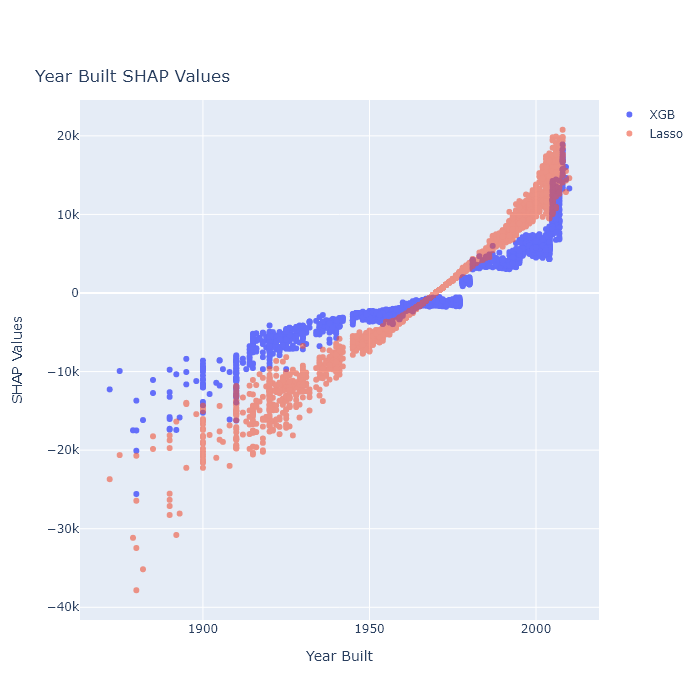 Year Built SHAP Values
XGB
Lasso
20k
10k
0
−10k
−20k
−30k
−40k
SHAP Values
1900
1950
2000
Year Built